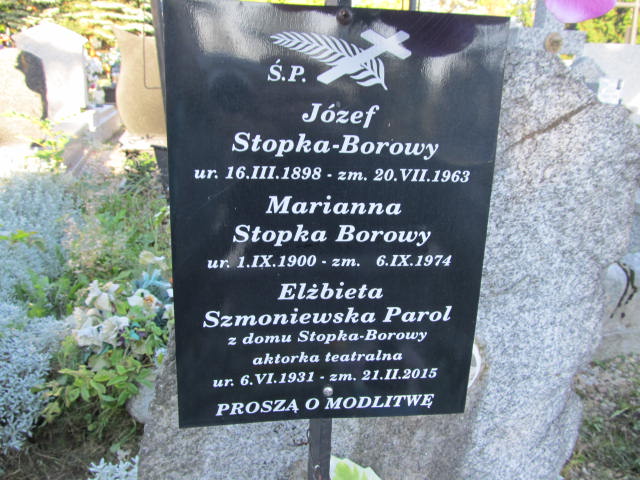 Ś.P.
Józef
Stopka-Borowy
ur. 16.III.1898 - zm. 20.VII.1963
Marianna
Stopka Borowy
ur. 1.IX.1900 - zm. 6.IX.1974
Elżbieta
Szmoniewska Parol
z domu Stopka-Borowy
aktorka teatralna
ur. 6.VI.1931 - zm. 21.II.2015
PROSZĄ O MODLITWĘ